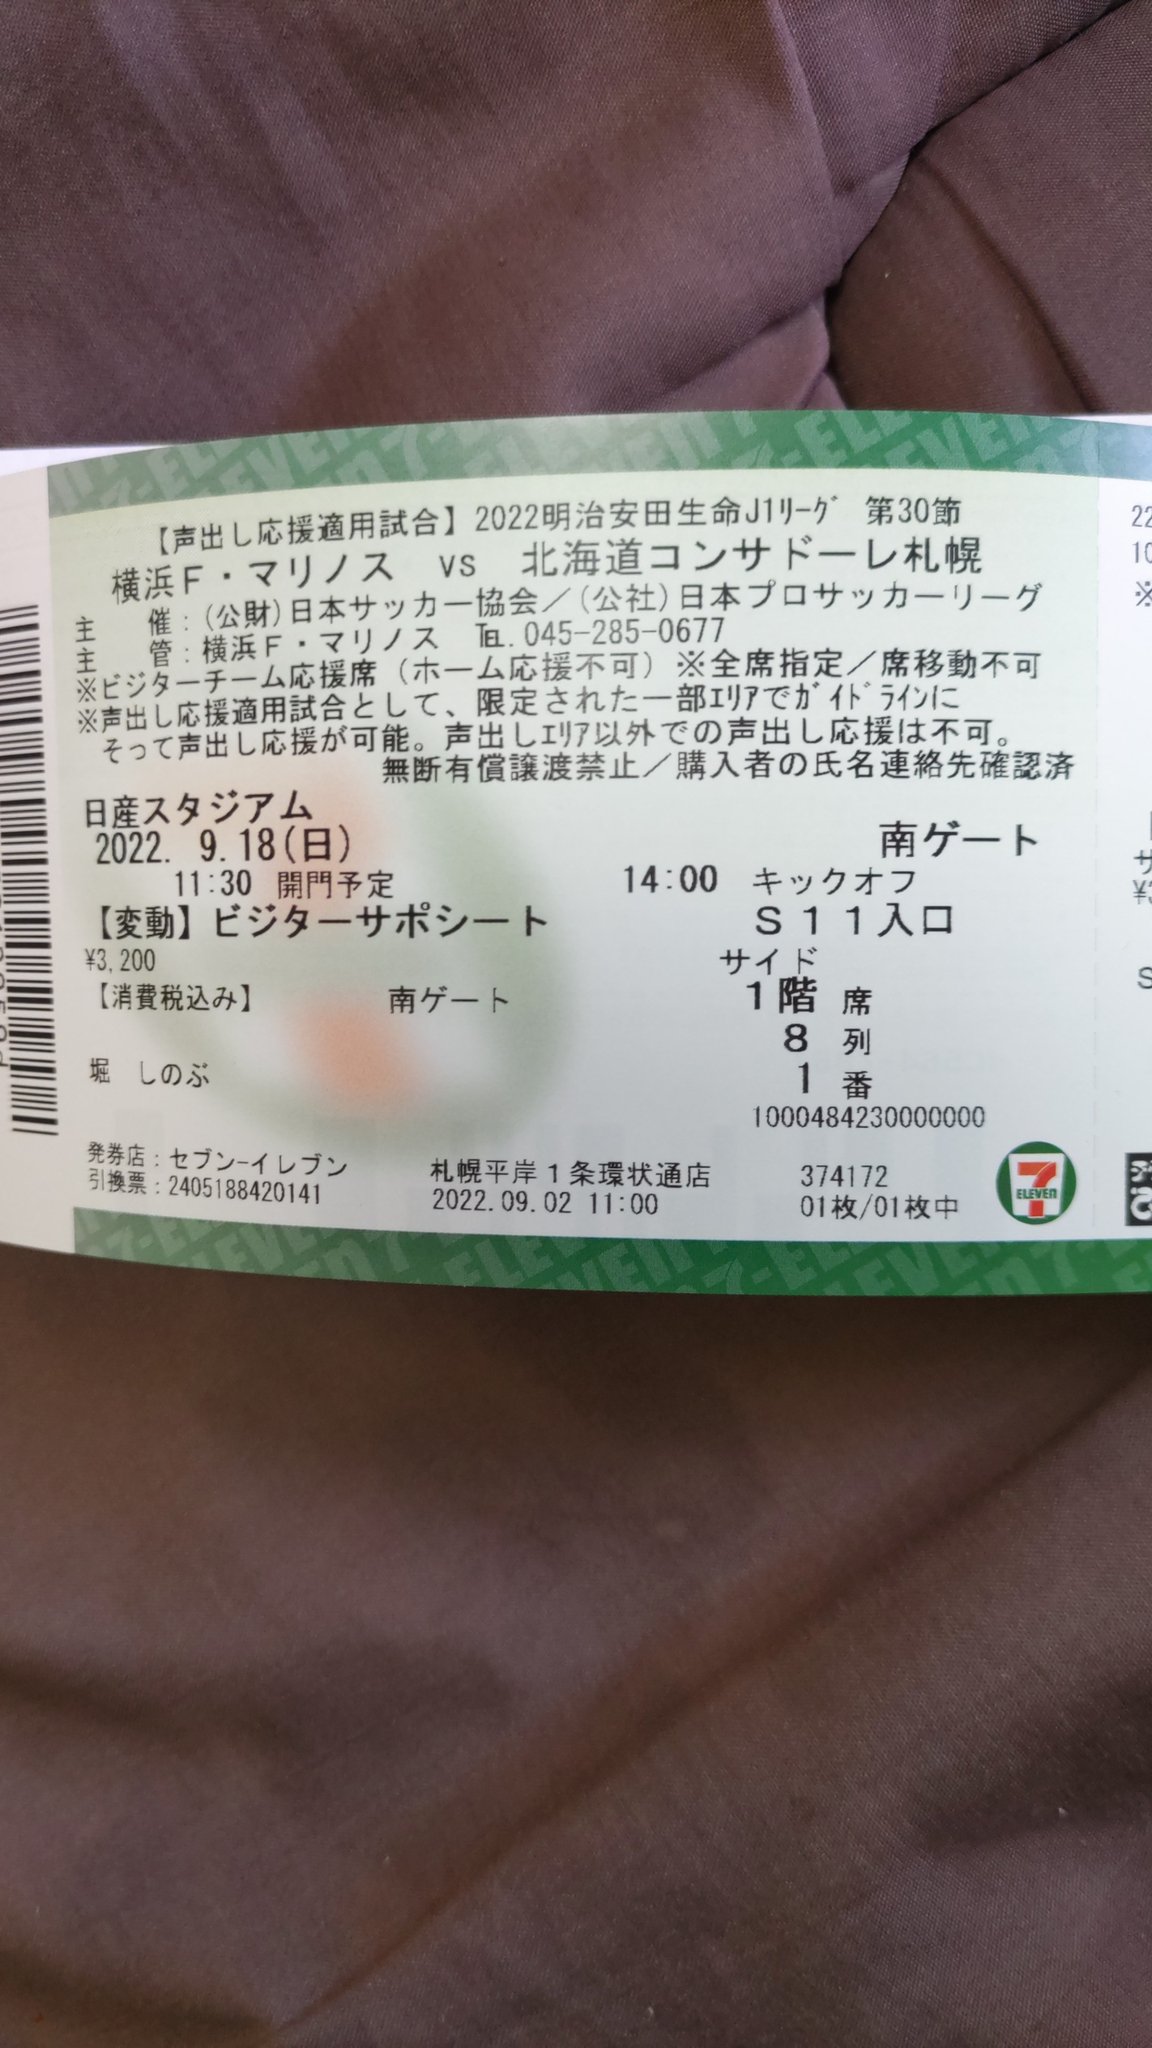 【声出し応援適用試合】2022明治安田生命J1ﾘｰｸﾞ 第30節
横浜F・マリノス vs 北海道コンサドーレ札幌
主 催:(公財)日本サッカー協会/(公社)日本プロサッカーリーグ
主 管:横浜F・マリノス ℡.045-285-0677
※ビジターチーム応援席(ホーム応援不可)※全席指定/席移動不可
※声出し応援適用試合として、限定された一部ｴﾘｱでｶﾞｲﾄﾞﾗｲﾝに
そって声出し応援が可能。声出しｴﾘｱ以外での声出し応援は不可。
無断有償譲渡禁止/購入者の氏名連絡先確認済
日産スタジアム
2022. 9.18(日) 南ゲート
11:30 開門予定 14:00 キックオフ
【変動】ビジターサポシート S11入口
¥3,200 サイド
【消費税込み】 南ゲート 1階 席
8 列
堀 しのぶ 1 番
1000484230000000
発券店:セブン-イレブン 札幌平岸1条環状通店 374172
引換票:2405188420141 2022.09.02 11:00 01枚/01枚中
7 ELEVEN